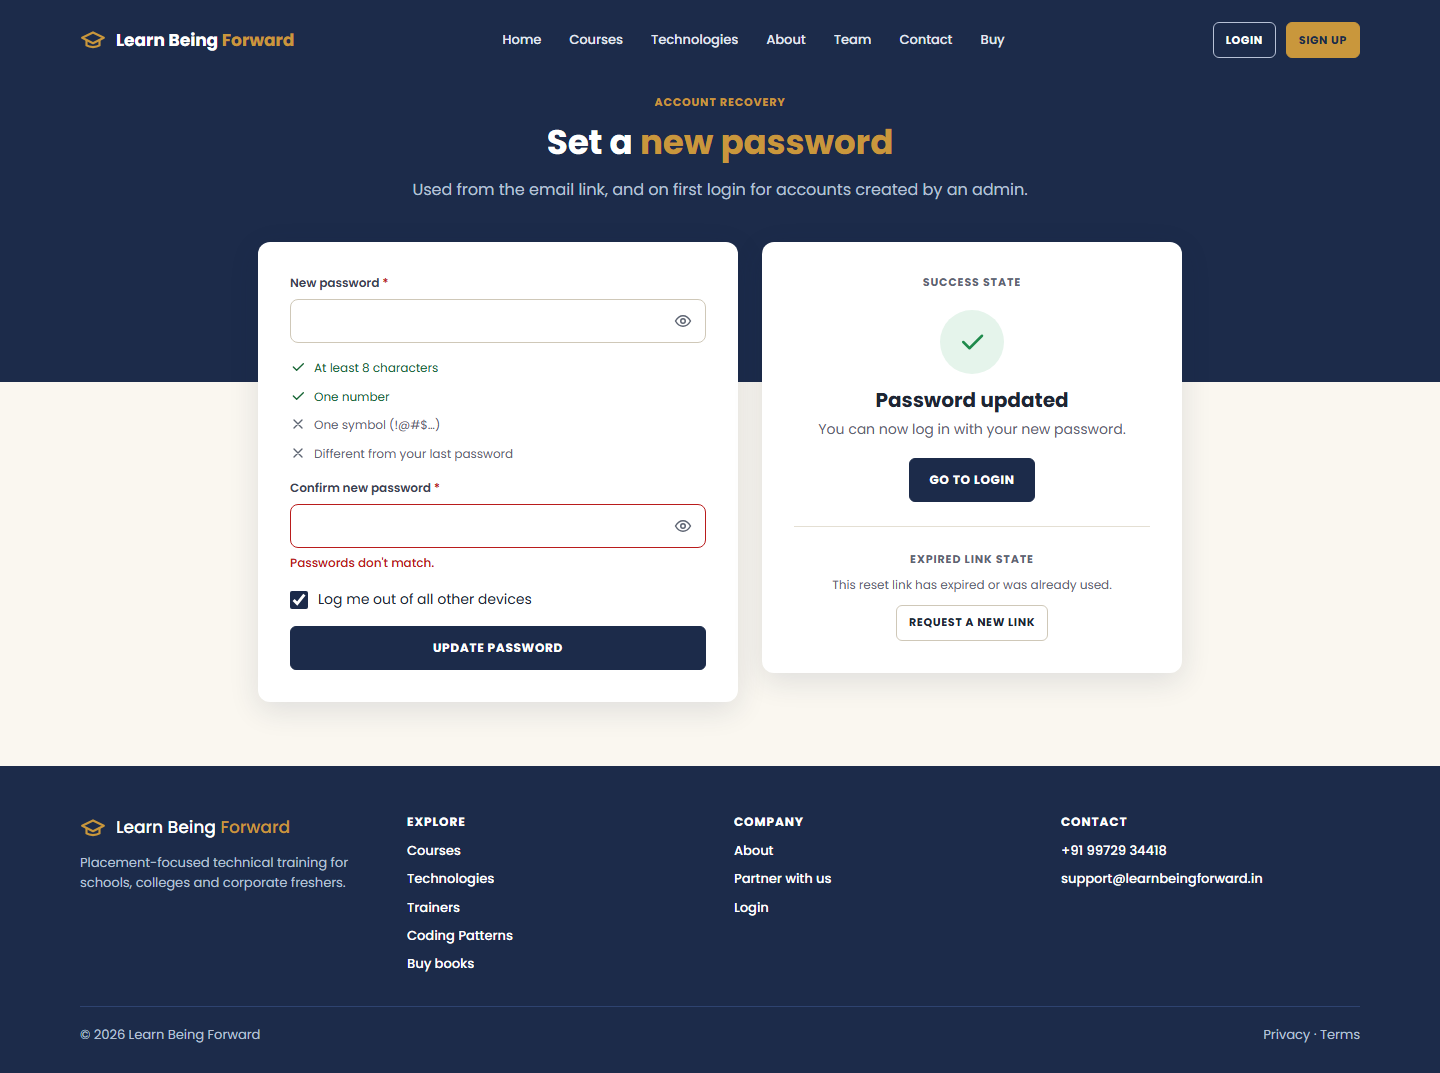 Learn Being Forward
Home
Courses
Technologies
About
Team
Contact
Buy
LOGIN
SIGN UP
ACCOUNT RECOVERY
Set a new password
Used from the email link, and on first login for accounts created by an admin.
New password *
At least 8 characters
One number
One symbol (!@#$…)
Different from your last password
Confirm new password *
Passwords don't match.
Log me out of all other devices
UPDATE PASSWORD
SUCCESS STATE
Password updated
You can now log in with your new password.
GO TO LOGIN
EXPIRED LINK STATE
This reset link has expired or was already used.
REQUEST A NEW LINK
Learn Being Forward
Placement-focused technical training for
schools, colleges and corporate freshers.
EXPLORE
Courses
Technologies
Trainers
Coding Patterns
Buy books
COMPANY
About
Partner with us
Login
CONTACT
+91 99729 34418
support@learnbeingforward.in
© 2026 Learn Being Forward
Privacy · Terms